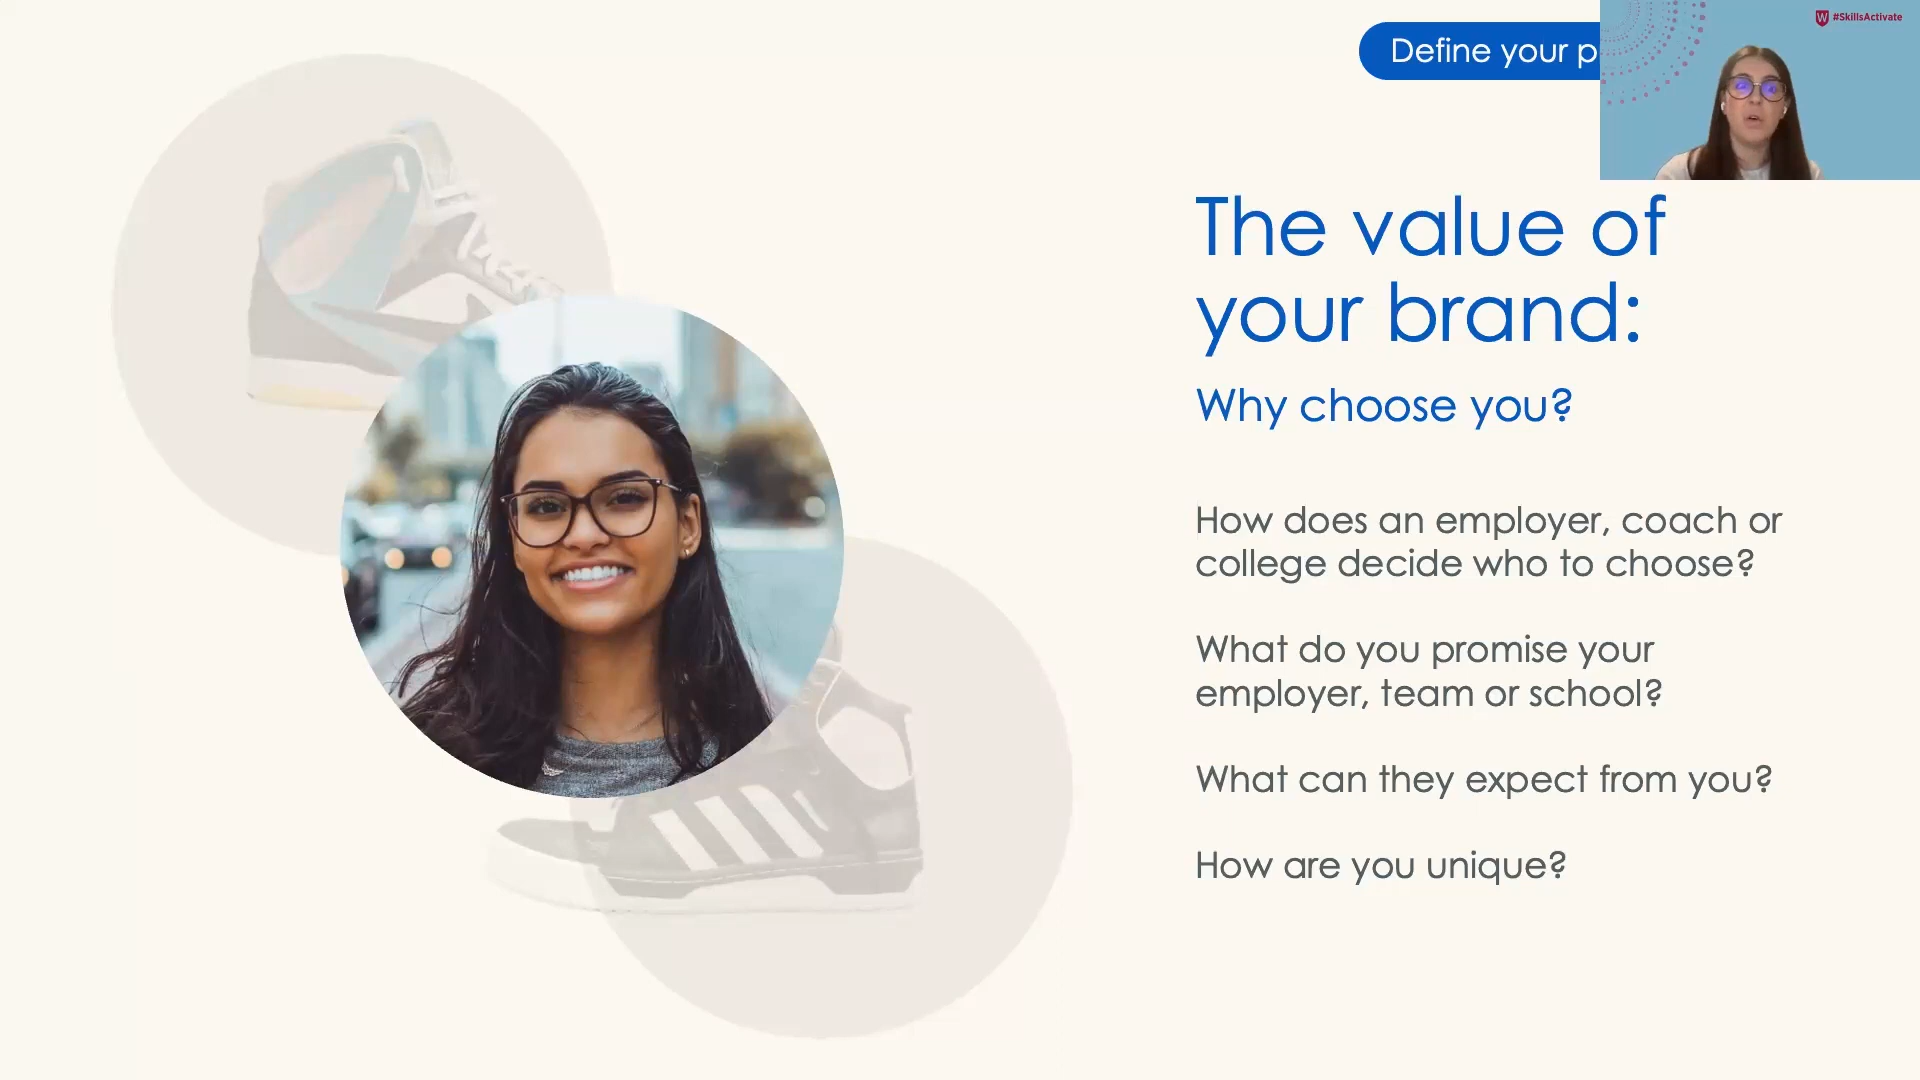 Define your p
#SkillsActivate
The value of
your brand:
Why choose you?
How does an employer, coach or
college decide who to choose?
What do you promise your
employer, team or school?
What can they expect from you?
How are you unique?